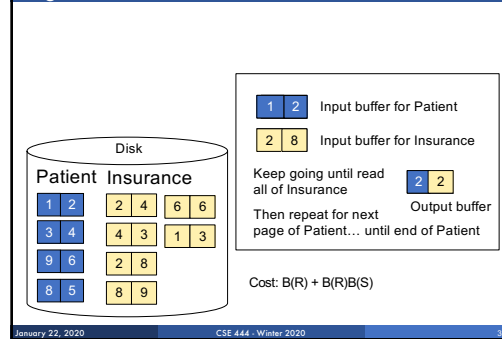 1 2 Input buffer for Patient
2 8 Input buffer for Insurance
Keep going until read
all of Insurance
2 2
Output buffer
Then repeat for next
page of Patient… until end of Patient
Disk
Patient Insurance
1 2 2 4 6 6
3 4 4 3 1 3
9 6 2 8
8 5 8 9
Cost: B(R) + B(R)B(S)
January 22, 2020 CSE 444 - Winter 2020